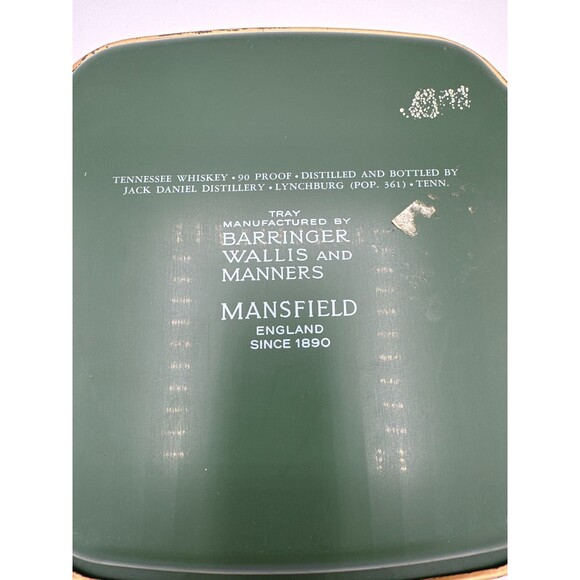 TENNESSEE WHISKEY • 90 PROOF • DISTILLED AND BOTTLED BY
JACK DANIEL DISTILLERY • LYNCHBURG (POP. 361) • TENN.
TRAY
MANUFACTURED BY
BARRINGER
WALLIS AND
MANNERS
MANSFIELD
ENGLAND
SINCE 1890